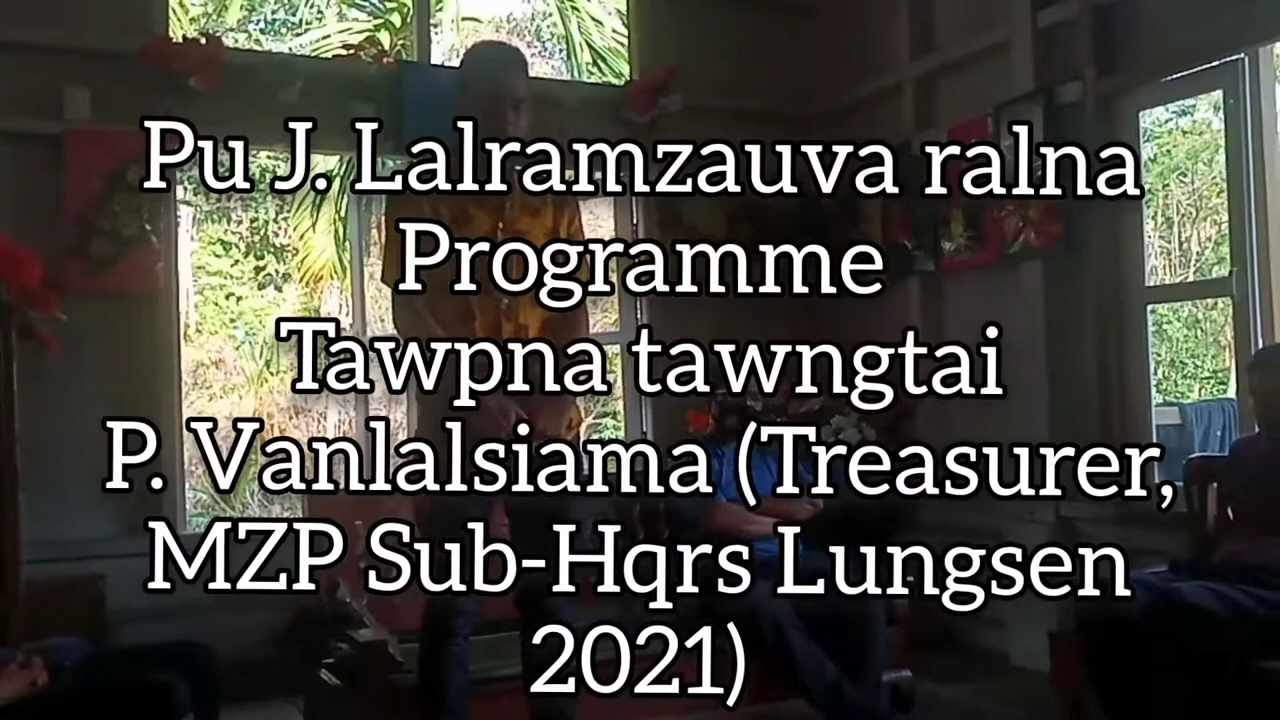 Pu J. Lalramzauva ralna
Programme
Tawpna tawngtai
P. Vanlalsiama (Treasurer,
MZP Sub-Hqrs Lungsen
2021)